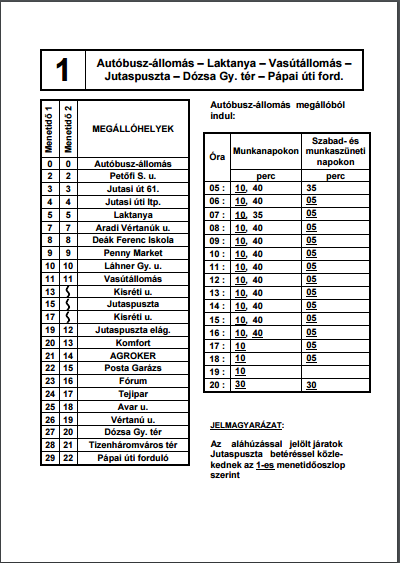 1
Autóbusz-állomás – Laktanya – Vasútállomás –
Jutaspuszta – Dózsa Gy. tér – Pápai úti ford.
Menetidő 1 Menetidő 2 MEGÁLLÓHELYEK
0 0 Autóbusz-állomás
2 2 Petőfi S. u.
3 3 Jutasi út 61.
4 4 Jutasi úti ltp.
5 5 Laktanya
7 7 Aradi Vértanúk u.
8 8 Deák Ferenc Iskola
9 9 Penny Market
10 10 Láhner Gy. u.
11 11 Vasútállomás
13 Kisréti u.
15 Jutaspuszta
17 Kisréti u.
19 12 Jutaspuszta elág.
20 13 Komfort
21 14 AGROKER
22 15 Posta Garázs
23 16 Fórum
24 17 Tejipar
25 18 Avar u.
26 19 Vértanú u.
27 20 Dózsa Gy. tér
28 21 Tizenháromváros tér
29 22 Pápai úti forduló
Autóbusz-állomás megállóból
indul:
Óra Munkanapokon Szabad- és
munkaszüneti
napokon
perc perc
05 : 10, 40 35
06 : 10, 40 05
07 : 10, 35 05
08 : 10, 40 05
09 : 10, 40 05
10 : 10, 40 05
11 : 10, 40 05
12 : 10, 40 05
13 : 10, 40 05
14 : 10, 40 05
15 : 10, 40 05
16 : 10, 40 05
17 : 10 05
18 : 10 05
19 : 10
20 : 30 30
JELMAGYARÁZAT:
Az aláhúzással jelölt járatok
Jutaspuszta betéréssel közle-
kednek az 1-es menetidőoszlop
szerint